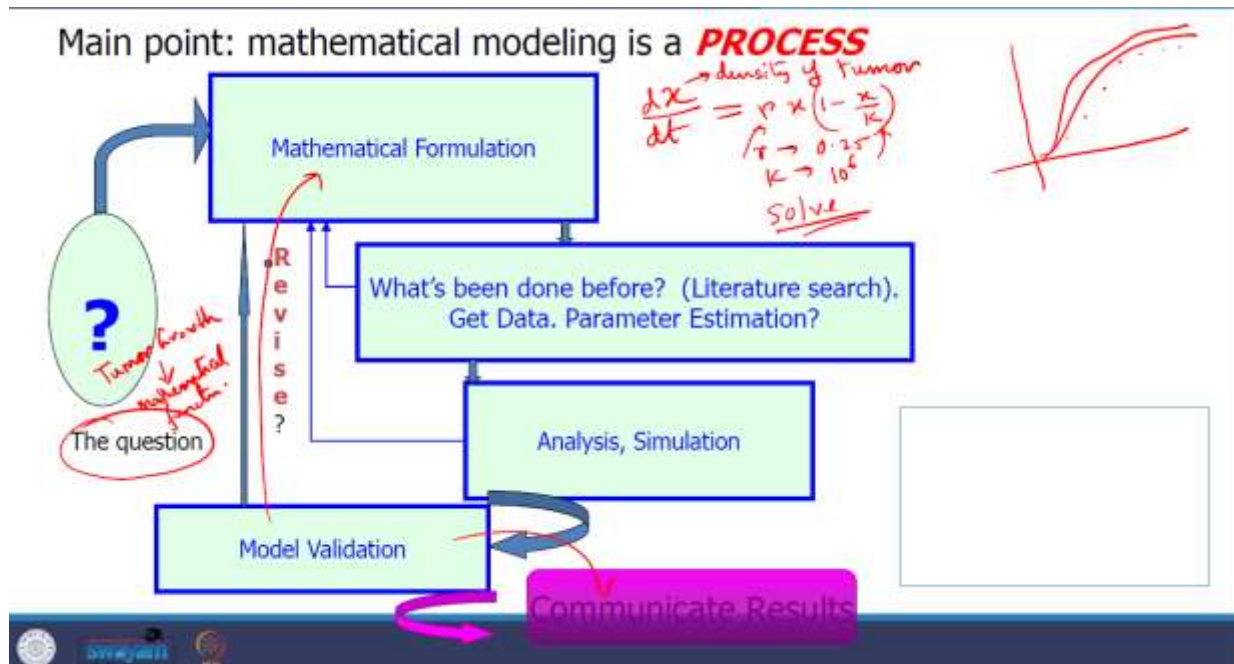 Main point: mathematical modeling is a PROCESS
dx/dt = r x (1 - x/k)
→ density of tumor
r → 0.25
k → 10⁶
solve
Mathematical Formulation
Revise?
What's been done before? (Literature search).
Get Data. Parameter Estimation?
?
Tumor Growth
↓
mathematical
The question
Analysis, Simulation
Model Validation
Communicate Results
swayam